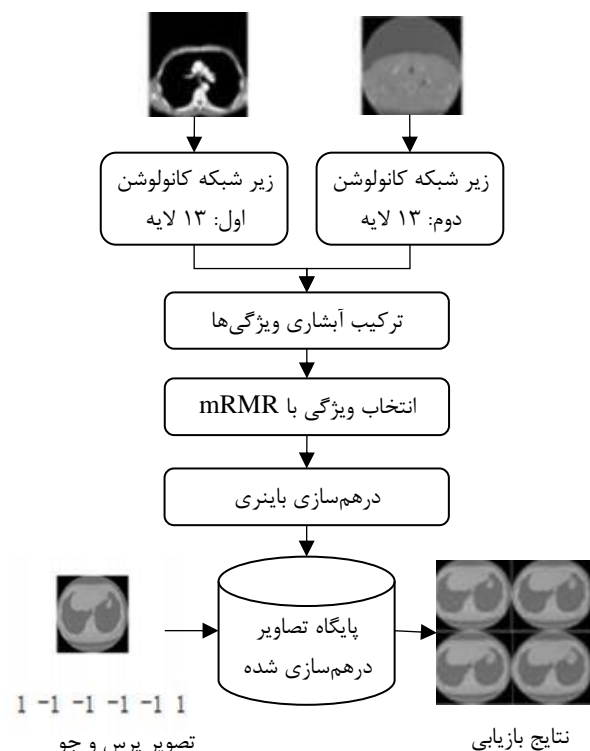 زیر شبکه کانولوشن
اول: ۱۳ لایه
زیر شبکه کانولوشن
دوم: ۱۳ لایه
ترکیب آبشاری ویژگی‌ها
انتخاب ویژگی با mRMR
درهم‌سازی باینری
پایگاه تصاویر
درهم‌سازی شده
1 -1 -1 -1 -1 1
تصویر پرس و جو
نتایج بازیابی